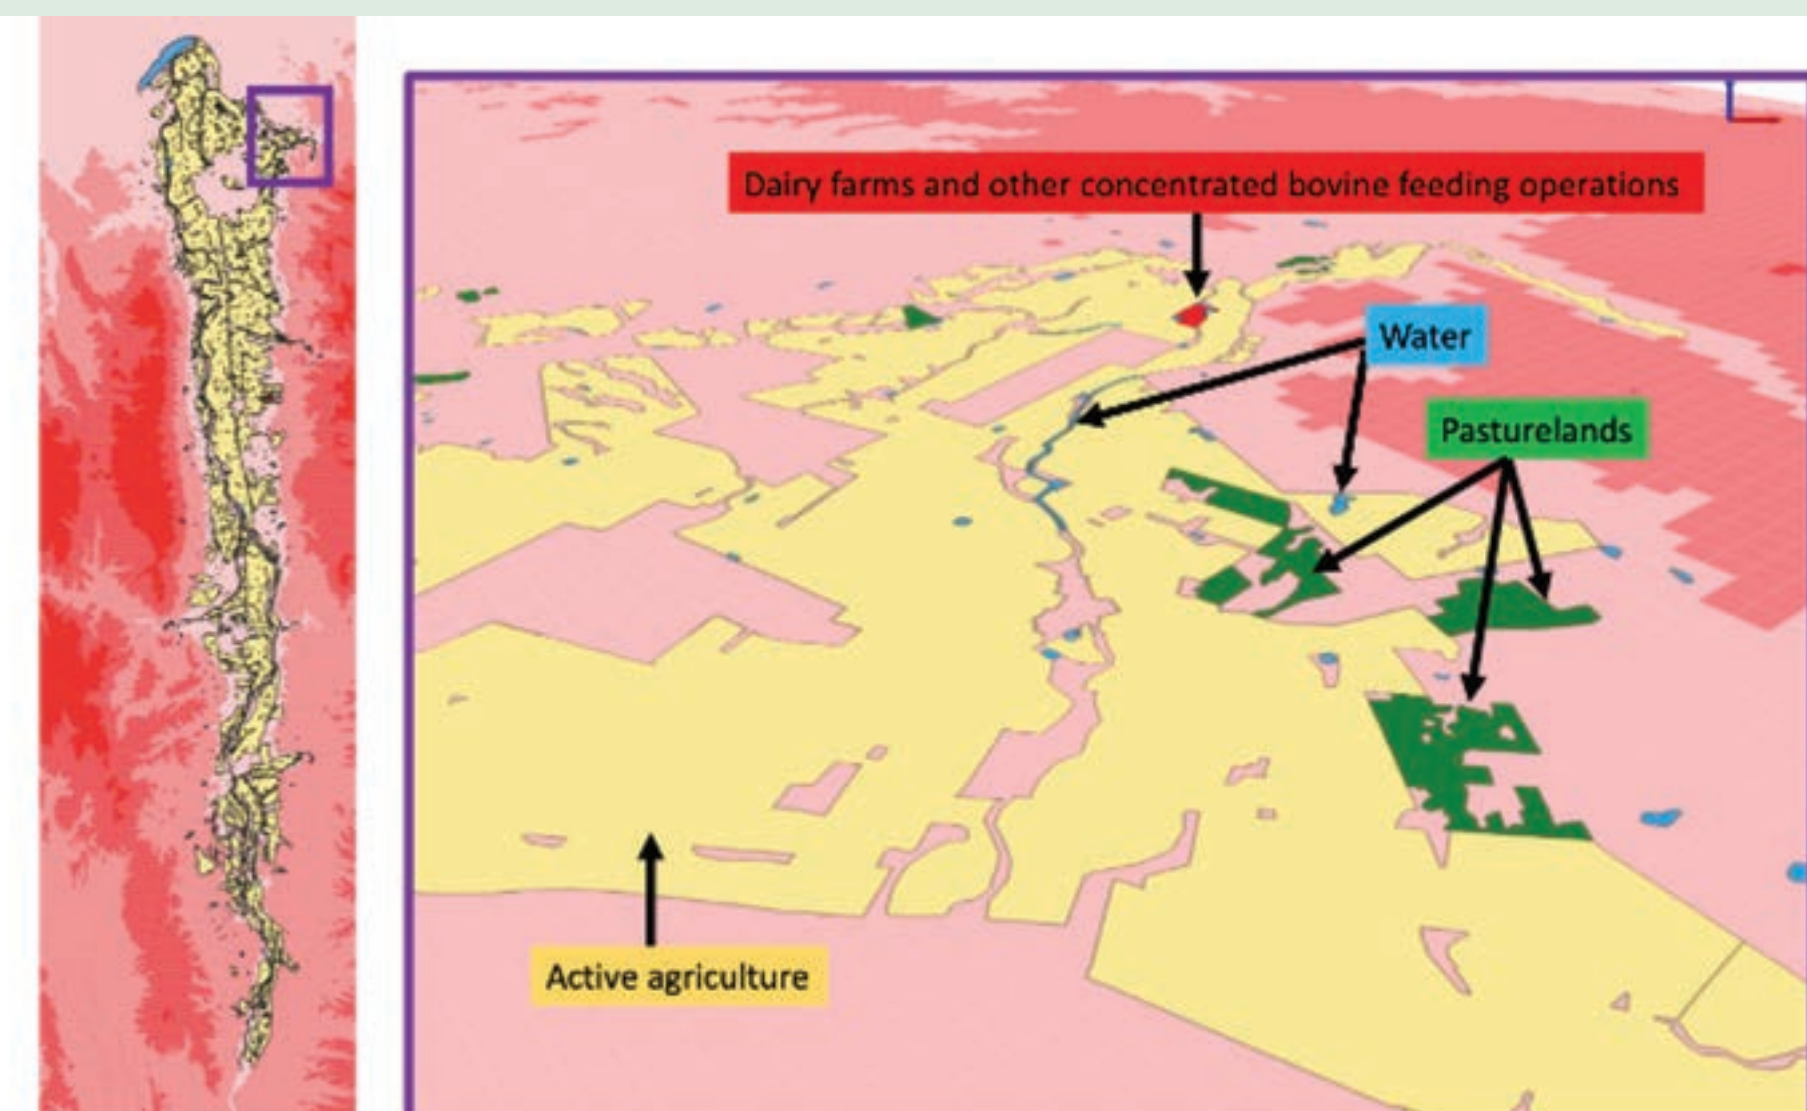 Dairy farms and other concentrated bovine feeding operations
Water
Pasturelands
Active agriculture